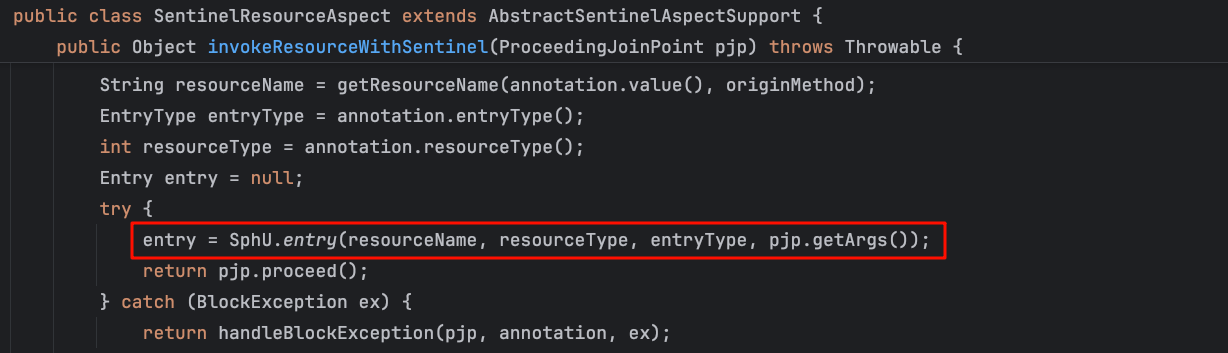 public class SentinelResourceAspect extends AbstractSentinelAspectSupport {
public Object invokeResourceWithSentinel(ProceedingJoinPoint pjp) throws Throwable {
String resourceName = getResourceName(annotation.value(), originMethod);
EntryType entryType = annotation.entryType();
int resourceType = annotation.resourceType();
Entry entry = null;
try {
entry = SphU.entry(resourceName, resourceType, entryType, pjp.getArgs());
return pjp.proceed();
} catch (BlockException ex) {
return handleBlockException(pjp, annotation, ex);